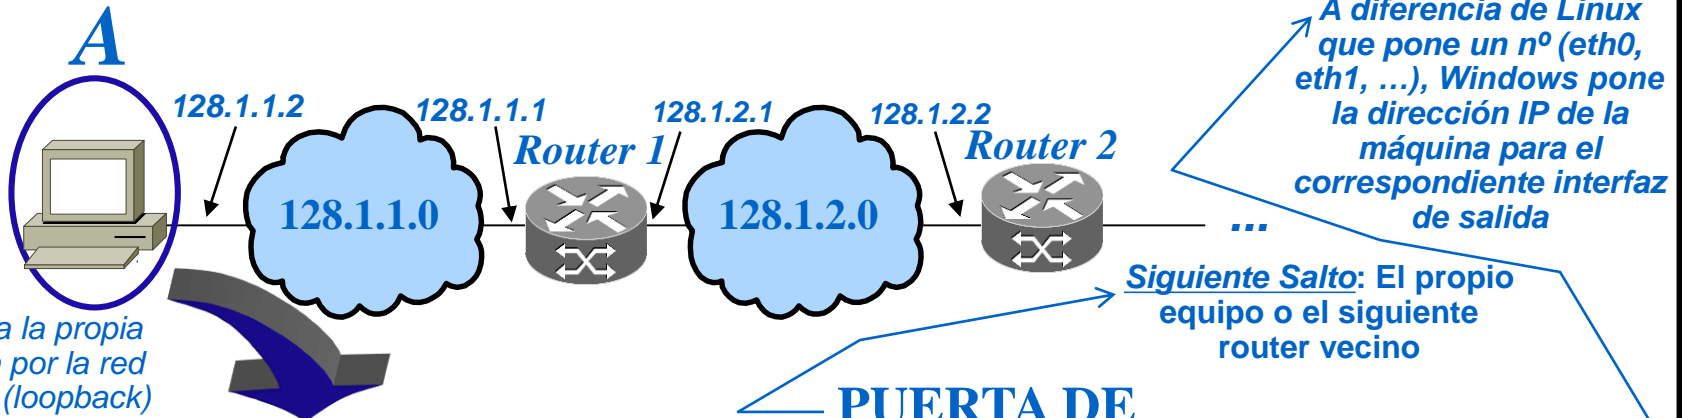 A
128.1.1.2
128.1.1.1
128.1.2.1
128.1.2.2
Router 1
Router 2
128.1.1.0
128.1.2.0
...
A diferencia de Linux
que pone un nº (eth0,
eth1, …), Windows pone
la dirección IP de la
máquina para el
correspondiente interfaz
de salida
Siguiente Salto: El propio
equipo o el siguiente
router vecino
a la propia
por la red
(loopback)
PUERTA DE